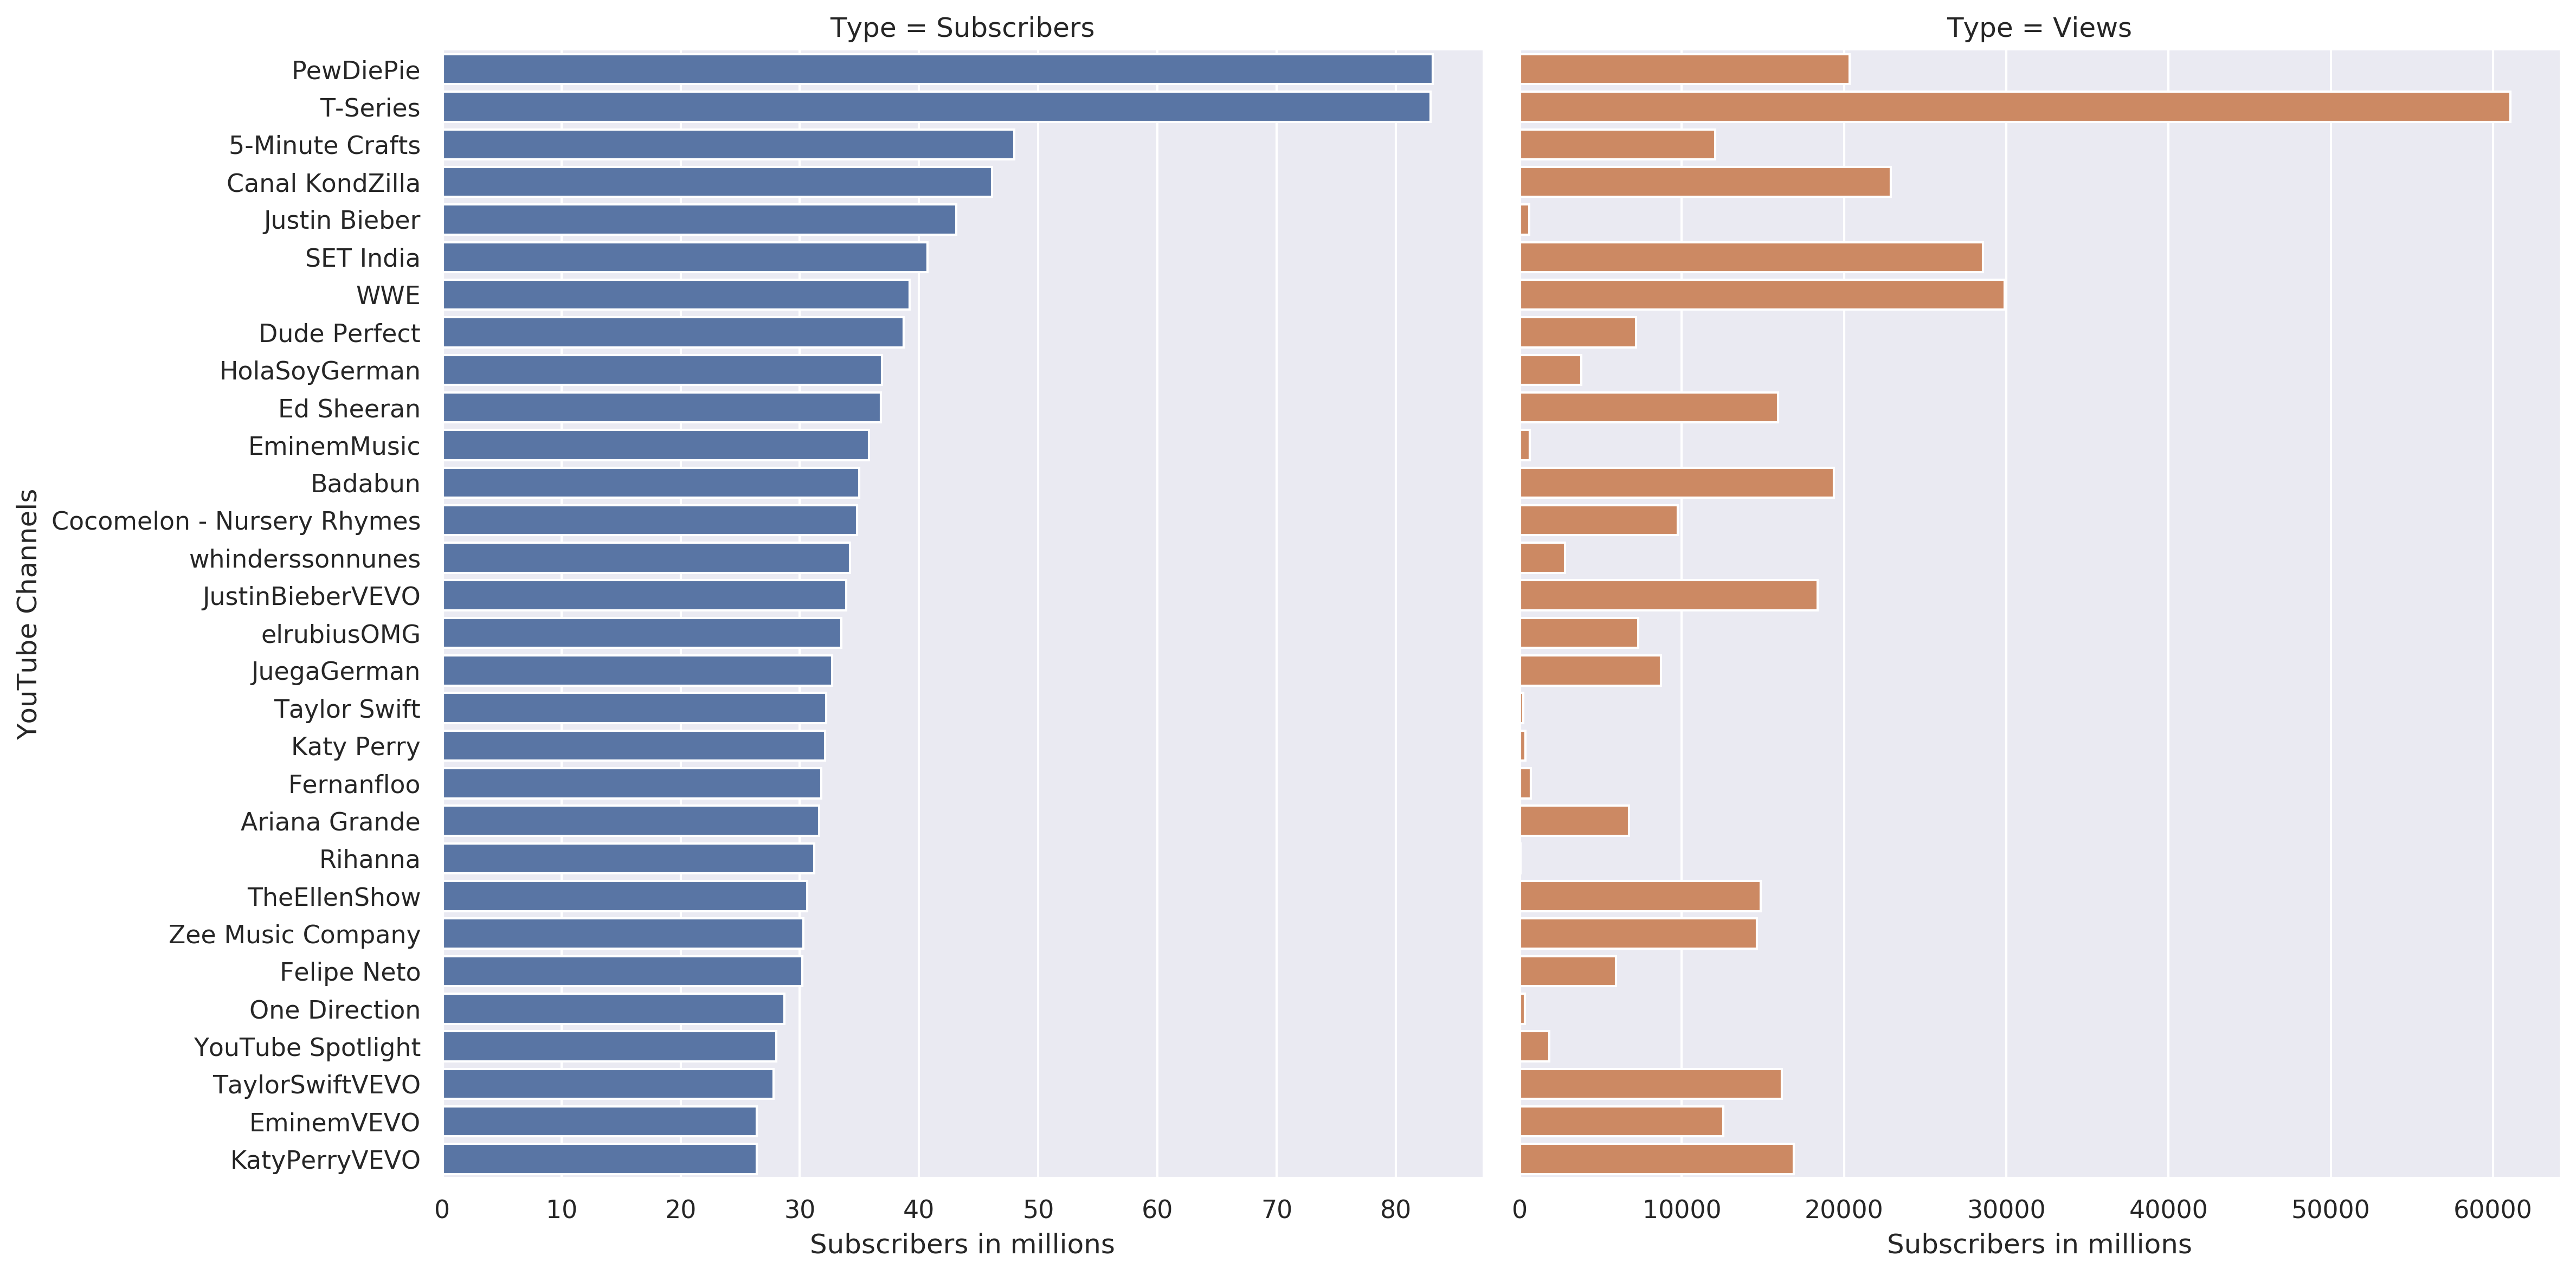 Type = Subscribers
Type = Views
YouTube Channels
PewDiePie
T-Series
5-Minute Crafts
Canal KondZilla
Justin Bieber
SET India
WWE
Dude Perfect
HolaSoyGerman
Ed Sheeran
EminemMusic
Badabun
Cocomelon - Nursery Rhymes
whinderssonnunes
JustinBieberVEVO
elrubiusOMG
JuegaGerman
Taylor Swift
Katy Perry
Fernanfloo
Ariana Grande
Rihanna
TheEllenShow
Zee Music Company
Felipe Neto
One Direction
YouTube Spotlight
TaylorSwiftVEVO
EminemVEVO
KatyPerryVEVO
0 10 20 30 40 50 60 70 80
Subscribers in millions
0 10000 20000 30000 40000 50000 60000
Subscribers in millions